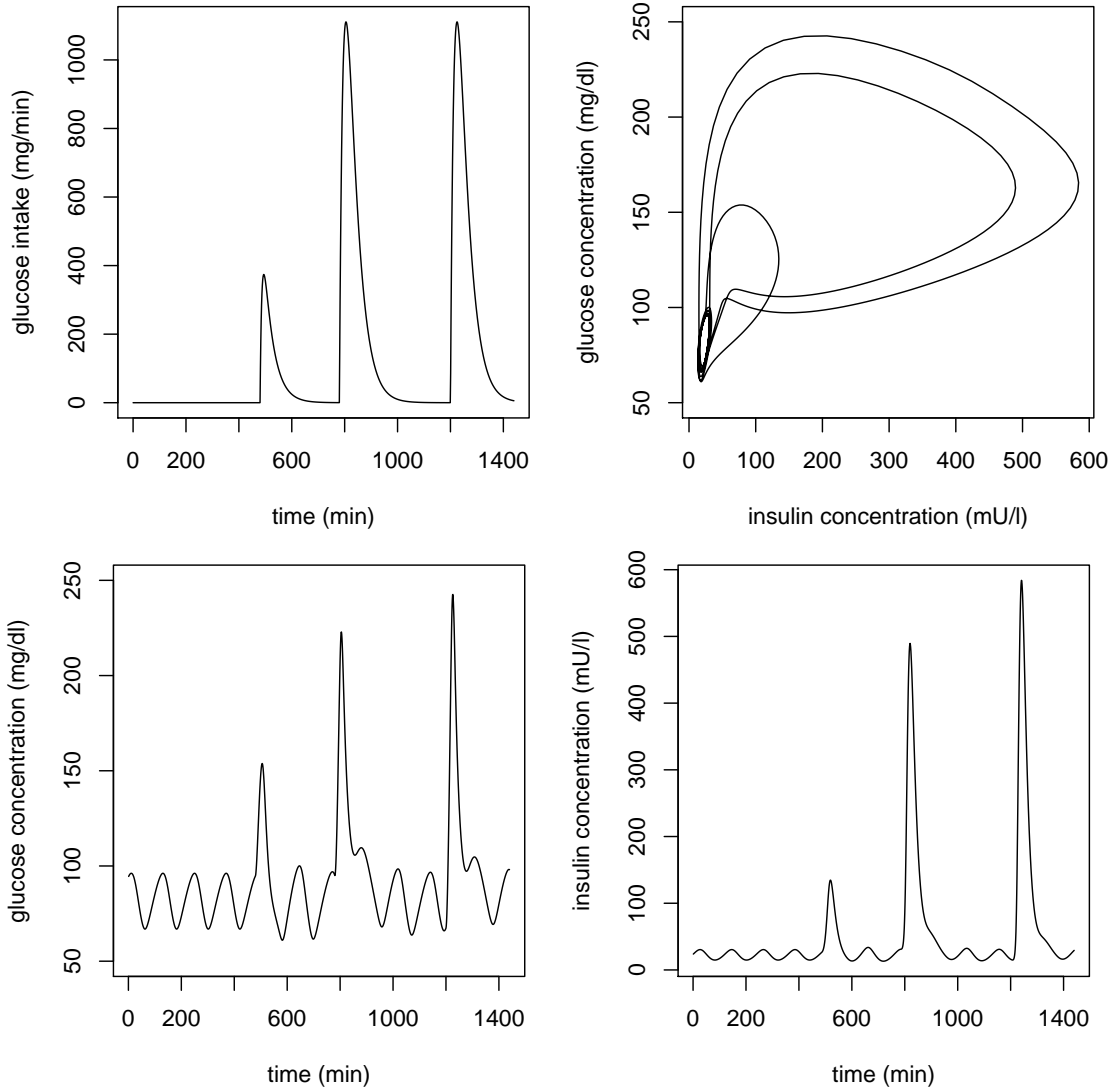 glucose intake (mg/min)
0 200 400 600 800 1000
0 200 600 1000 1400
time (min)
glucose concentration (mg/dl)
50 100 150 200 250
0 100 200 300 400 500 600
insulin concentration (mU/l)
glucose concentration (mg/dl)
50 100 150 200 250
0 200 600 1000 1400
time (min)
insulin concentration (mU/l)
0 100 200 300 400 500 600
0 200 600 1000 1400
time (min)